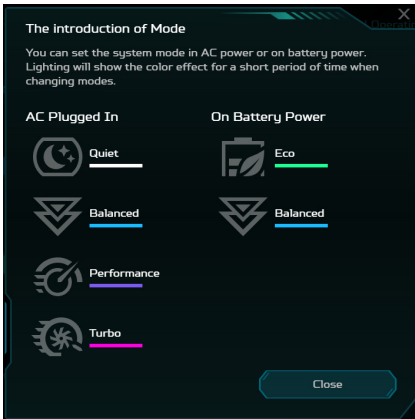 The introduction of Mode
You can set the system mode in AC power or on battery power.
Lighting will show the color effect for a short period of time when
changing modes.
AC Plugged In
On Battery Power
Quiet
Eco
Balanced
Balanced
Performance
Turbo
Close